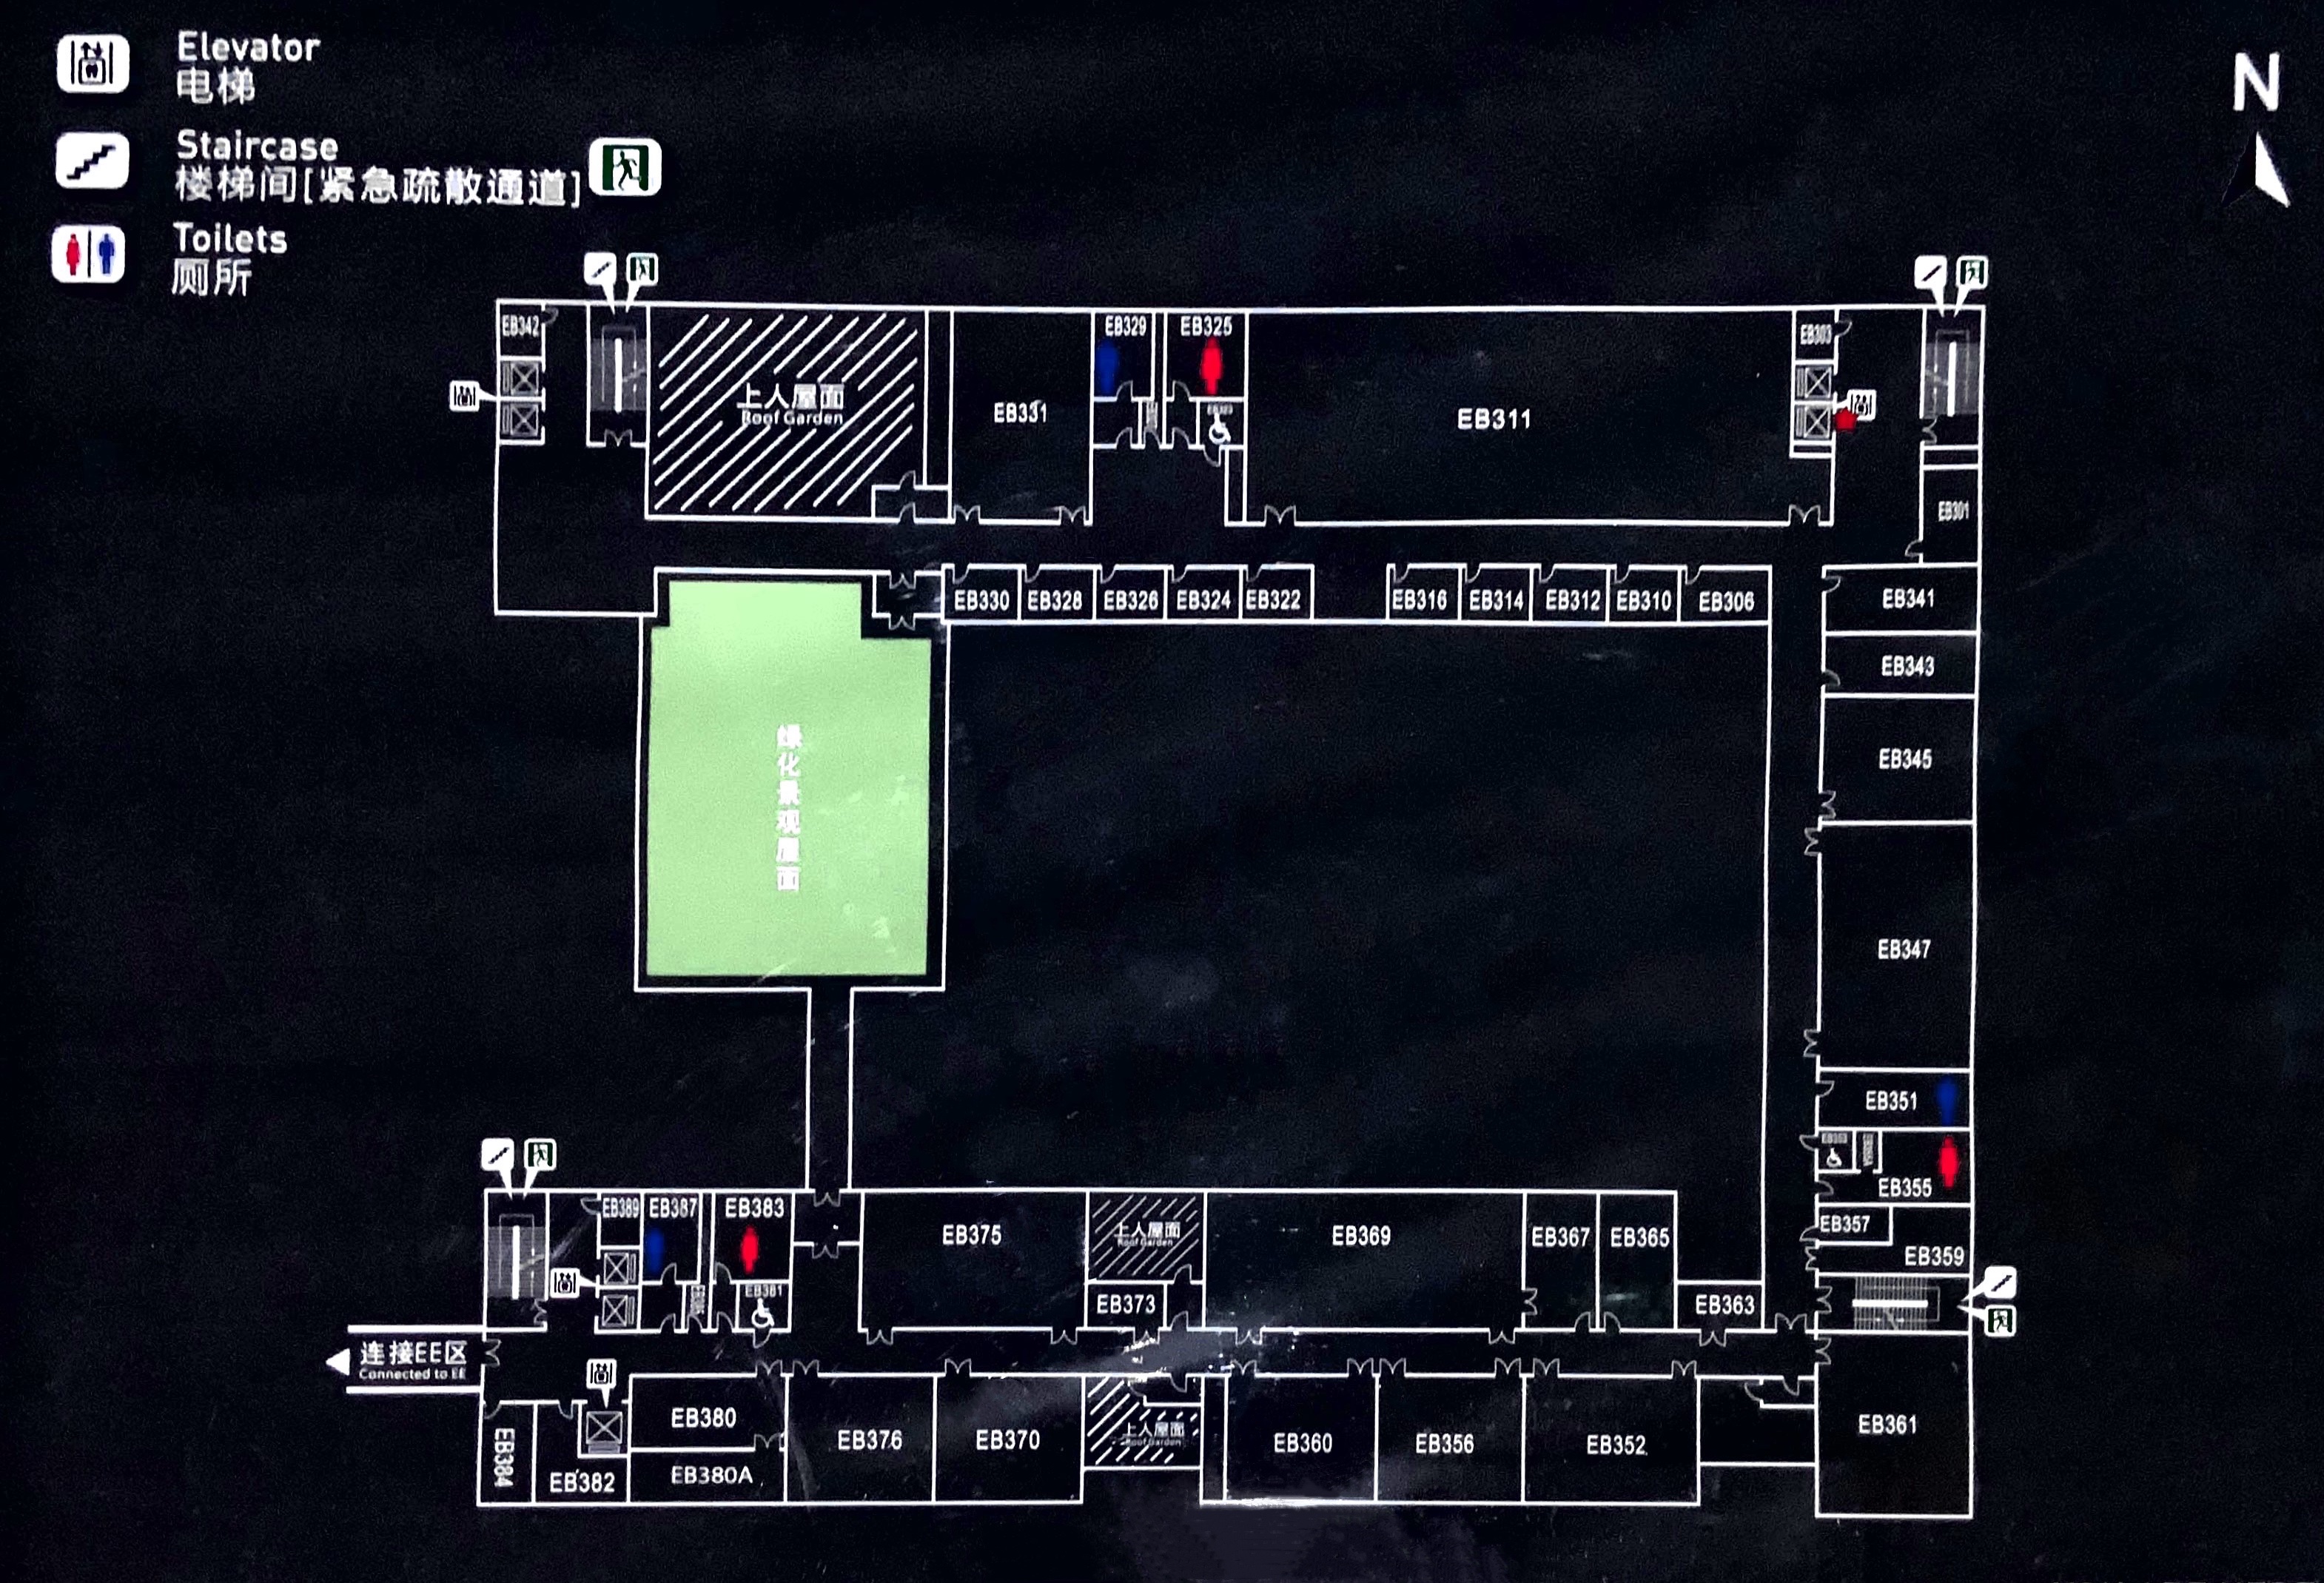 Elevator
电梯
N
Staircase
楼梯间[紧急疏散通道]
Toilets
厕所
EB342
EB329
EB325
EB303
上人屋面
Roof Garden
EB331
EB311
EB301
EB330
EB328
EB326
EB324
EB322
EB316
EB314
EB312
EB310
EB306
EB341
EB343
EB345
绿化景观屋面
EB347
EB351
EB355
EB357
EB359
EB389
EB387
EB383
EB381
EB375
上人屋面
Roof Garden
EB373
EB369
EB367
EB365
EB363
连接EE区
Connected to EE
EB384
EB382
EB380
EB380A
EB376
EB370
上人屋面
Roof Garden
EB360
EB356
EB352
EB361